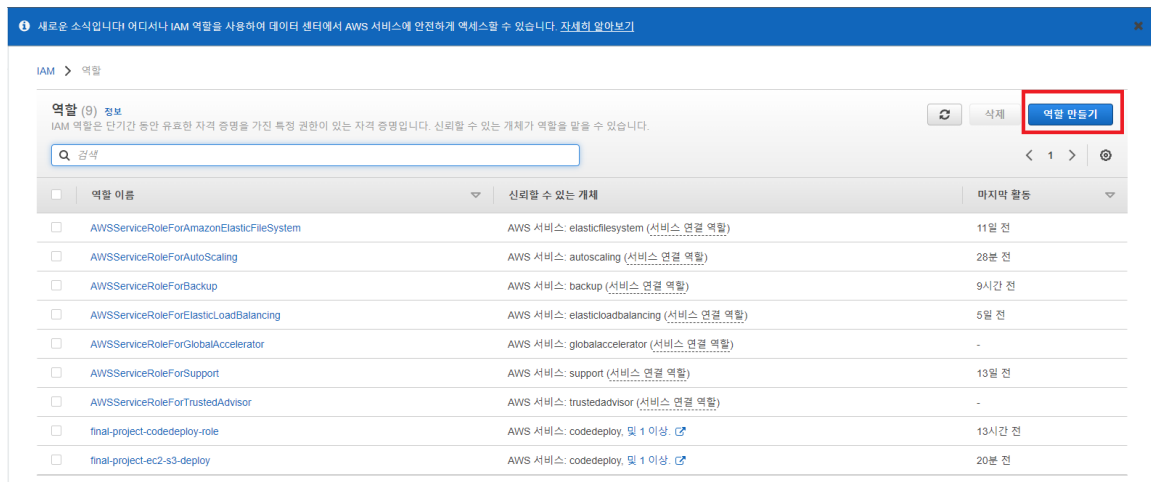 새로운 소식입니다! 어디서나 IAM 역할을 사용하여 데이터 센터에서 AWS 서비스에 안전하게 액세스할 수 있습니다. 자세히 알아보기
IAM > 역할
역할 (9) 정보
IAM 역할은 단기간 동안 유효한 자격 증명을 가진 특정 권한이 있는 자격 증명입니다. 신뢰할 수 있는 개체가 역할을 맡을 수 있습니다.
삭제 역할 만들기
검색
1
역할 이름 신뢰할 수 있는 개체 마지막 활동
AWSServiceRoleForAmazonElasticFileSystem AWS 서비스: elasticfilesystem (서비스 연결 역할) 11일 전
AWSServiceRoleForAutoScaling AWS 서비스: autoscaling (서비스 연결 역할) 28분 전
AWSServiceRoleForBackup AWS 서비스: backup (서비스 연결 역할) 9시간 전
AWSServiceRoleForElasticLoadBalancing AWS 서비스: elasticloadbalancing (서비스 연결 역할) 5일 전
AWSServiceRoleForGlobalAccelerator AWS 서비스: globalaccelerator (서비스 연결 역할) -
AWSServiceRoleForSupport AWS 서비스: support (서비스 연결 역할) 13일 전
AWSServiceRoleForTrustedAdvisor AWS 서비스: trustedadvisor (서비스 연결 역할) -
final-project-codedeploy-role AWS 서비스: codedeploy, 및 1 이상. 13시간 전
final-project-ec2-s3-deploy AWS 서비스: codedeploy, 및 1 이상. 20분 전